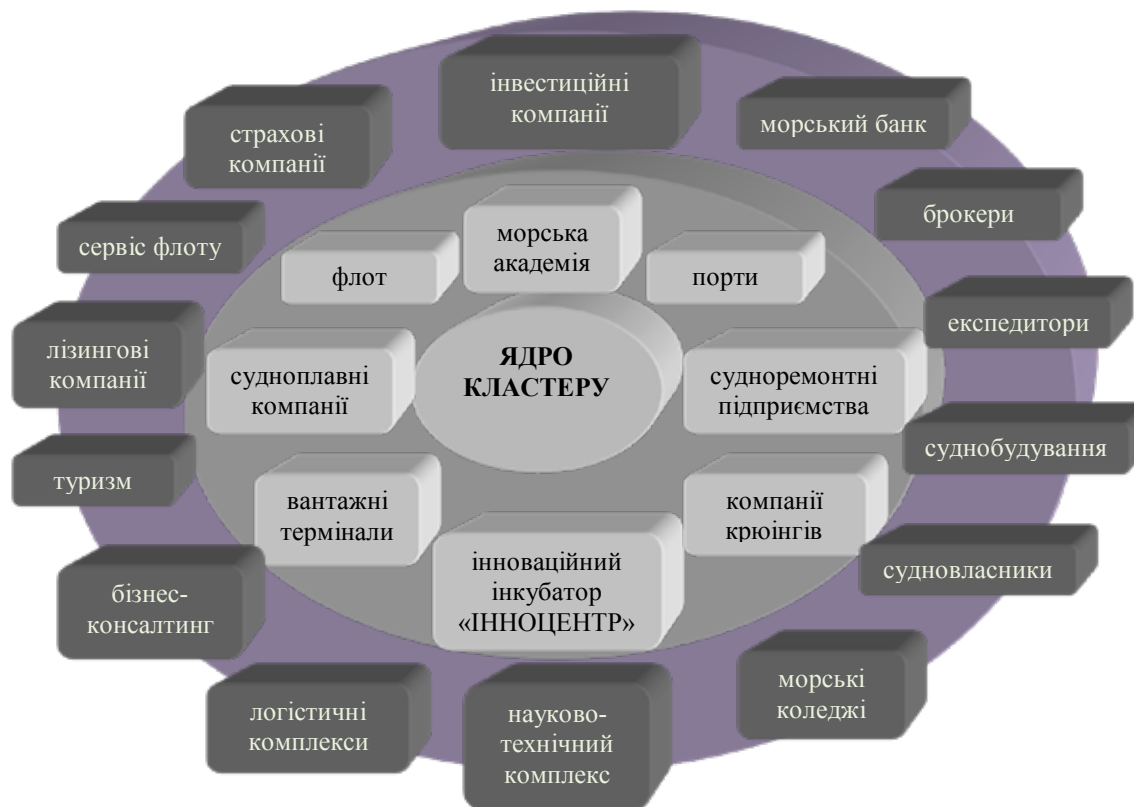 інвестиційні
компанії
страхові
компанії
морський банк
брокери
сервіс флоту
морська
академія
флот
порти
експедитори
лізингові
компанії
судноплавні
компанії
ЯДРО
КЛАСТЕРУ
судноремонтні
підприємства
суднобудування
туризм
вантажні
термінали
компанії
крюінгів
інноваційний
інкубатор
«ІННОЦЕНТР»
судновласники
бізнес-
консалтинг
логістичні
комплекси
науково-
технічний
комплекс
морські
коледжі